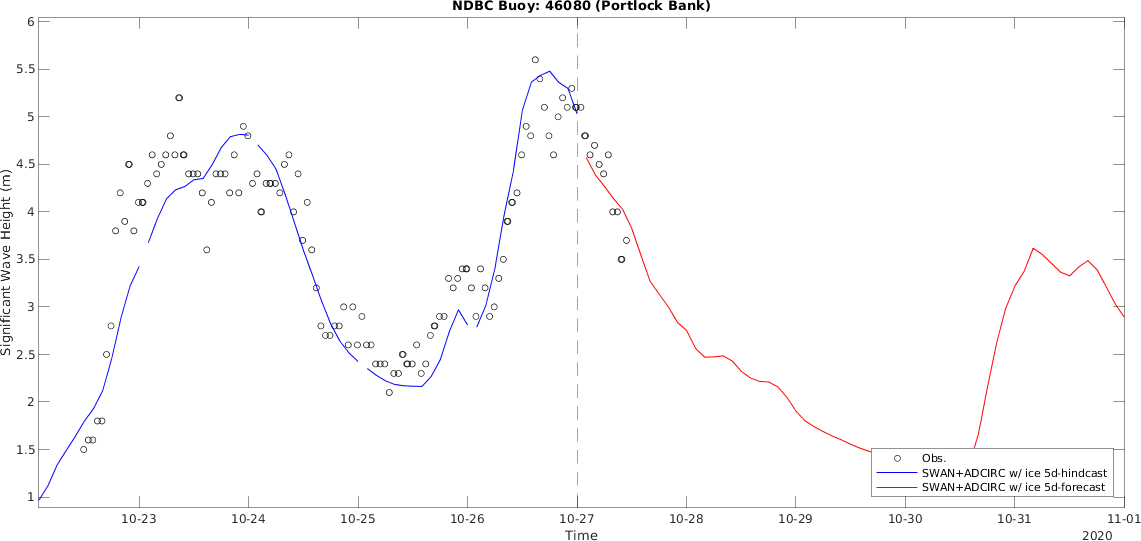 NDBC Buoy: 46080 (Portlock Bank)
Significant Wave Height (m)
6
5.5
5
4.5
4
3.5
3
2.5
2
1.5
1
Obs.
SWAN+ADCIRC w/ ice 5d-hindcast
SWAN+ADCIRC w/ ice 5d-forecast
10-23 10-24 10-25 10-26 10-27 10-28 10-29 10-30 10-31 11-01
Time
2020